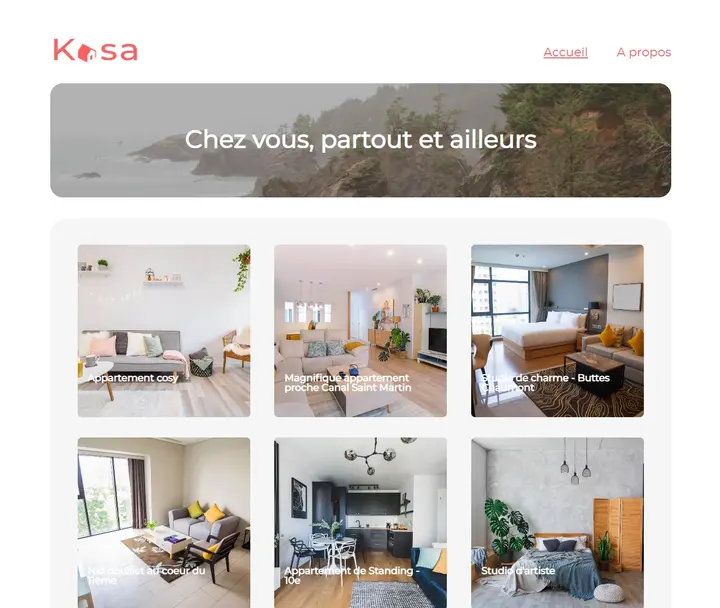 Kasa
Accueil
A propos
Chez vous, partout et ailleurs
Appartement cosy
Magnifique appartement
proche Canal Saint Martin
Studio de charme - Buttes
Chaumont
Nid douillet au coeur du
11ème
Appartement de Standing -
10e
Studio d'artiste